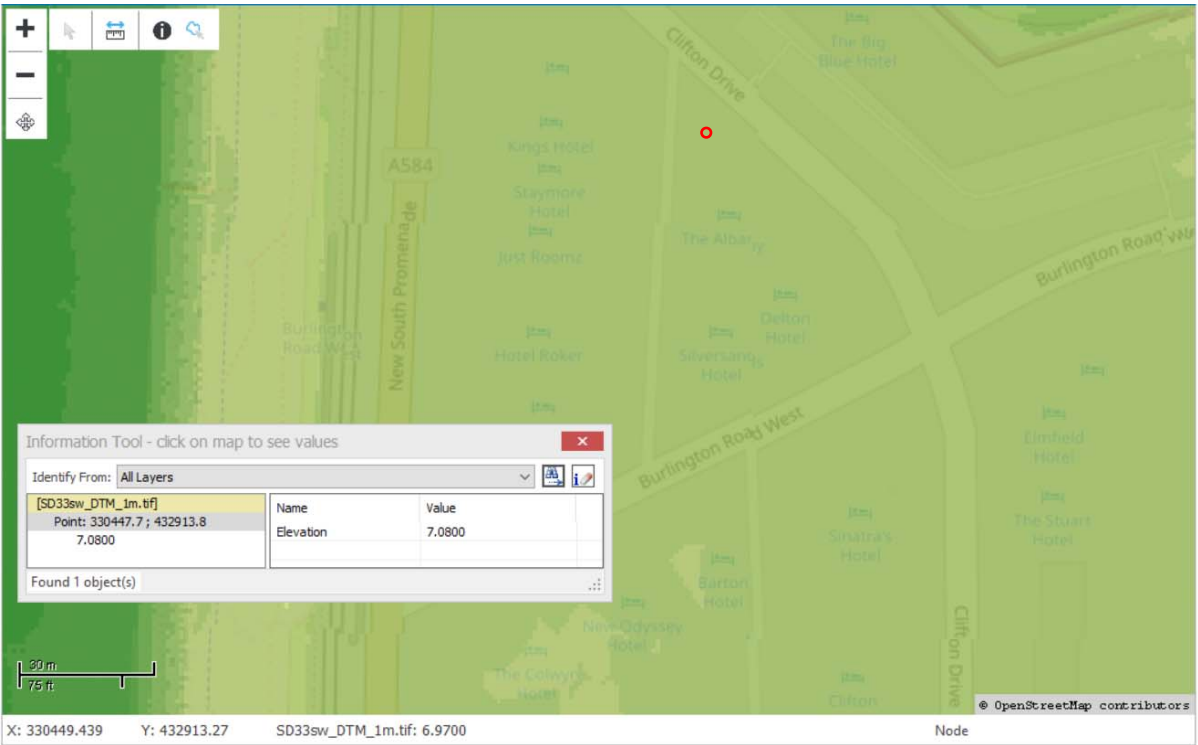 The Big
Blue Hotel
Clifton Drive
Kings Hotel
A584
Staymore
Hotel
The Albany
Just Roomz
Burlington Road We
New South Promenade
Burlington
Road West
Delton
Hotel
Hotel Roker
Silversands
Hotel
Burlington Road West
Elmfield
Hotel
Information Tool - click on map to see values
Identify From: All Layers
[SD33sw_DTM_1m.tif]
Point: 330447.7 ; 432913.8
7.0800
Name Value
Elevation 7.0800
Found 1 object(s)
The Stuart
Hotel
Sinatra's
Hotel
Barton
Hotel
New Odyssey
Hotel
The Colwyn
Hotel
Clifton Drive
Clifton
30 m
75 ft
© OpenStreetMap contributors
X: 330449.439 Y: 432913.27 SD33sw_DTM_1m.tif: 6.9700 Node